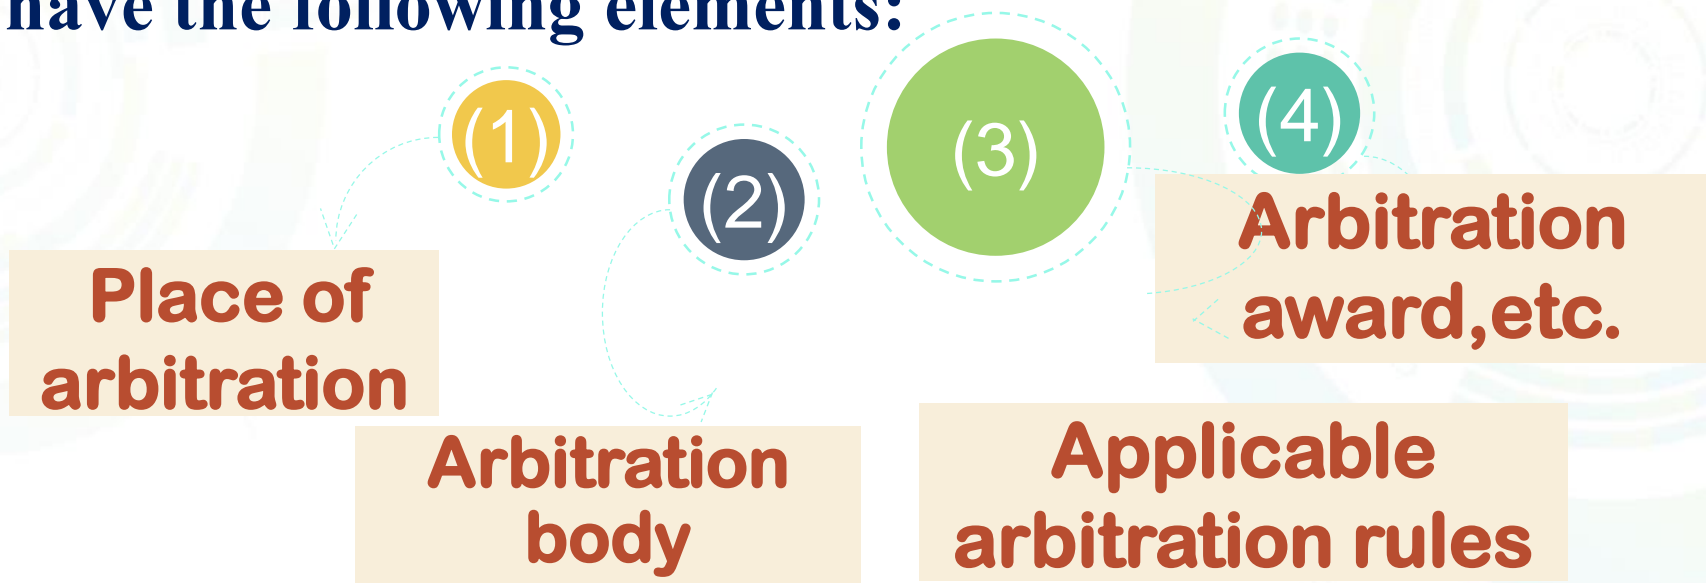 have the following elements:
(1)
Place of
arbitration
(2)
Arbitration
body
(3)
Applicable
arbitration rules
(4)
Arbitration
award,etc.